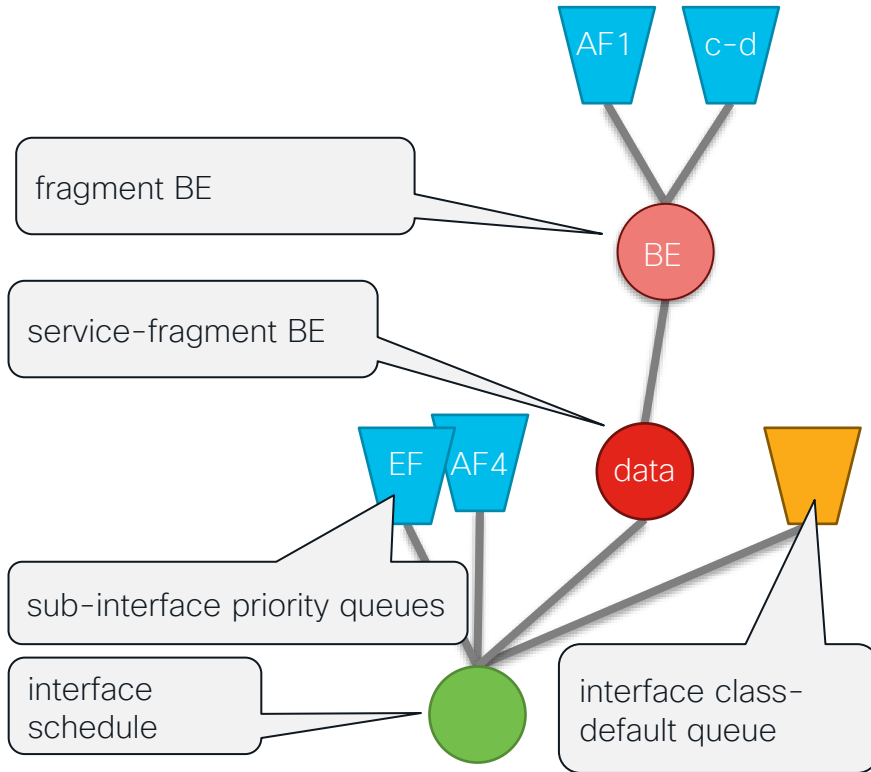 AF1
c-d
fragment BE
BE
service-fragment BE
EF
AF4
data
sub-interface priority queues
interface
schedule
interface class-
default queue